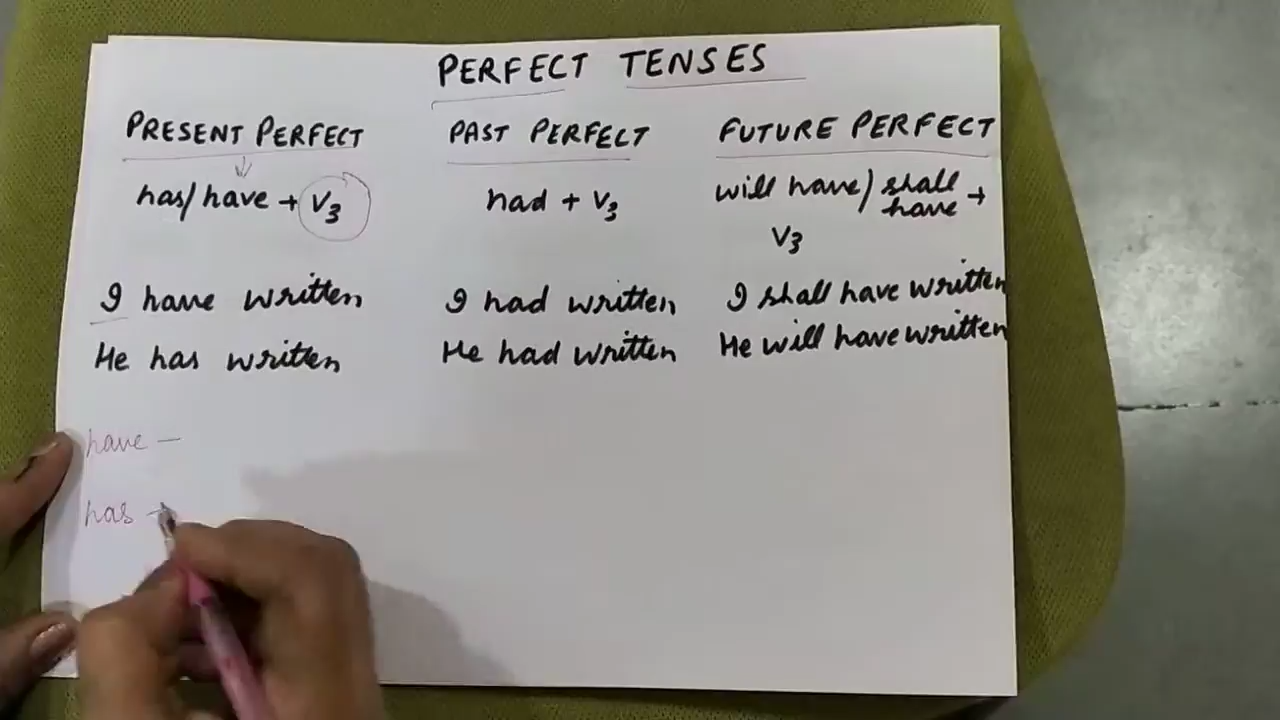 PERFECT TENSES
PRESENT PERFECT
has/have + V3
I have written
He has written
PAST PERFECT
had + V3
I had written
He had written
FUTURE PERFECT
will have/shall have +
V3
I shall have written
He will have written
have —
has —